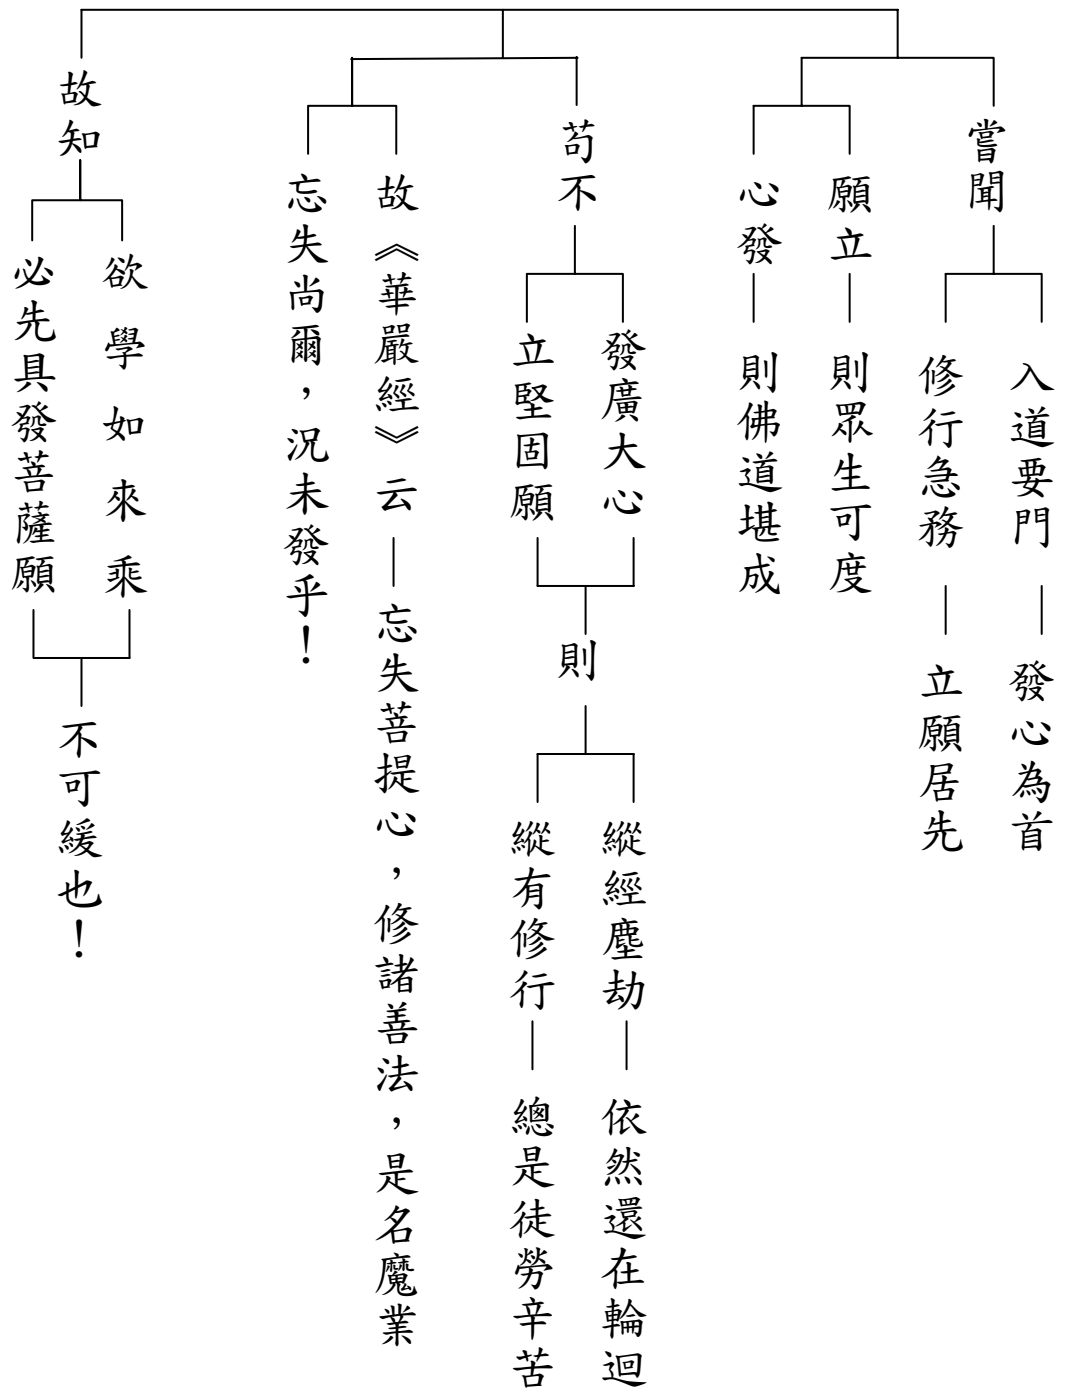 嘗聞
入道要門
發心為首
修行急務
立願居先
願立
則眾生可度
心發
則佛道堪成
苟不
發廣大心
立堅固願
則
縱經塵劫
依然還在輪迴
縱有修行
總是徒勞辛苦
故《華嚴經》云
忘失菩提心，修諸善法，是名魔業
忘失尚爾，況未發乎！
故知
欲學如來乘
必先具發菩薩願
不可緩也！